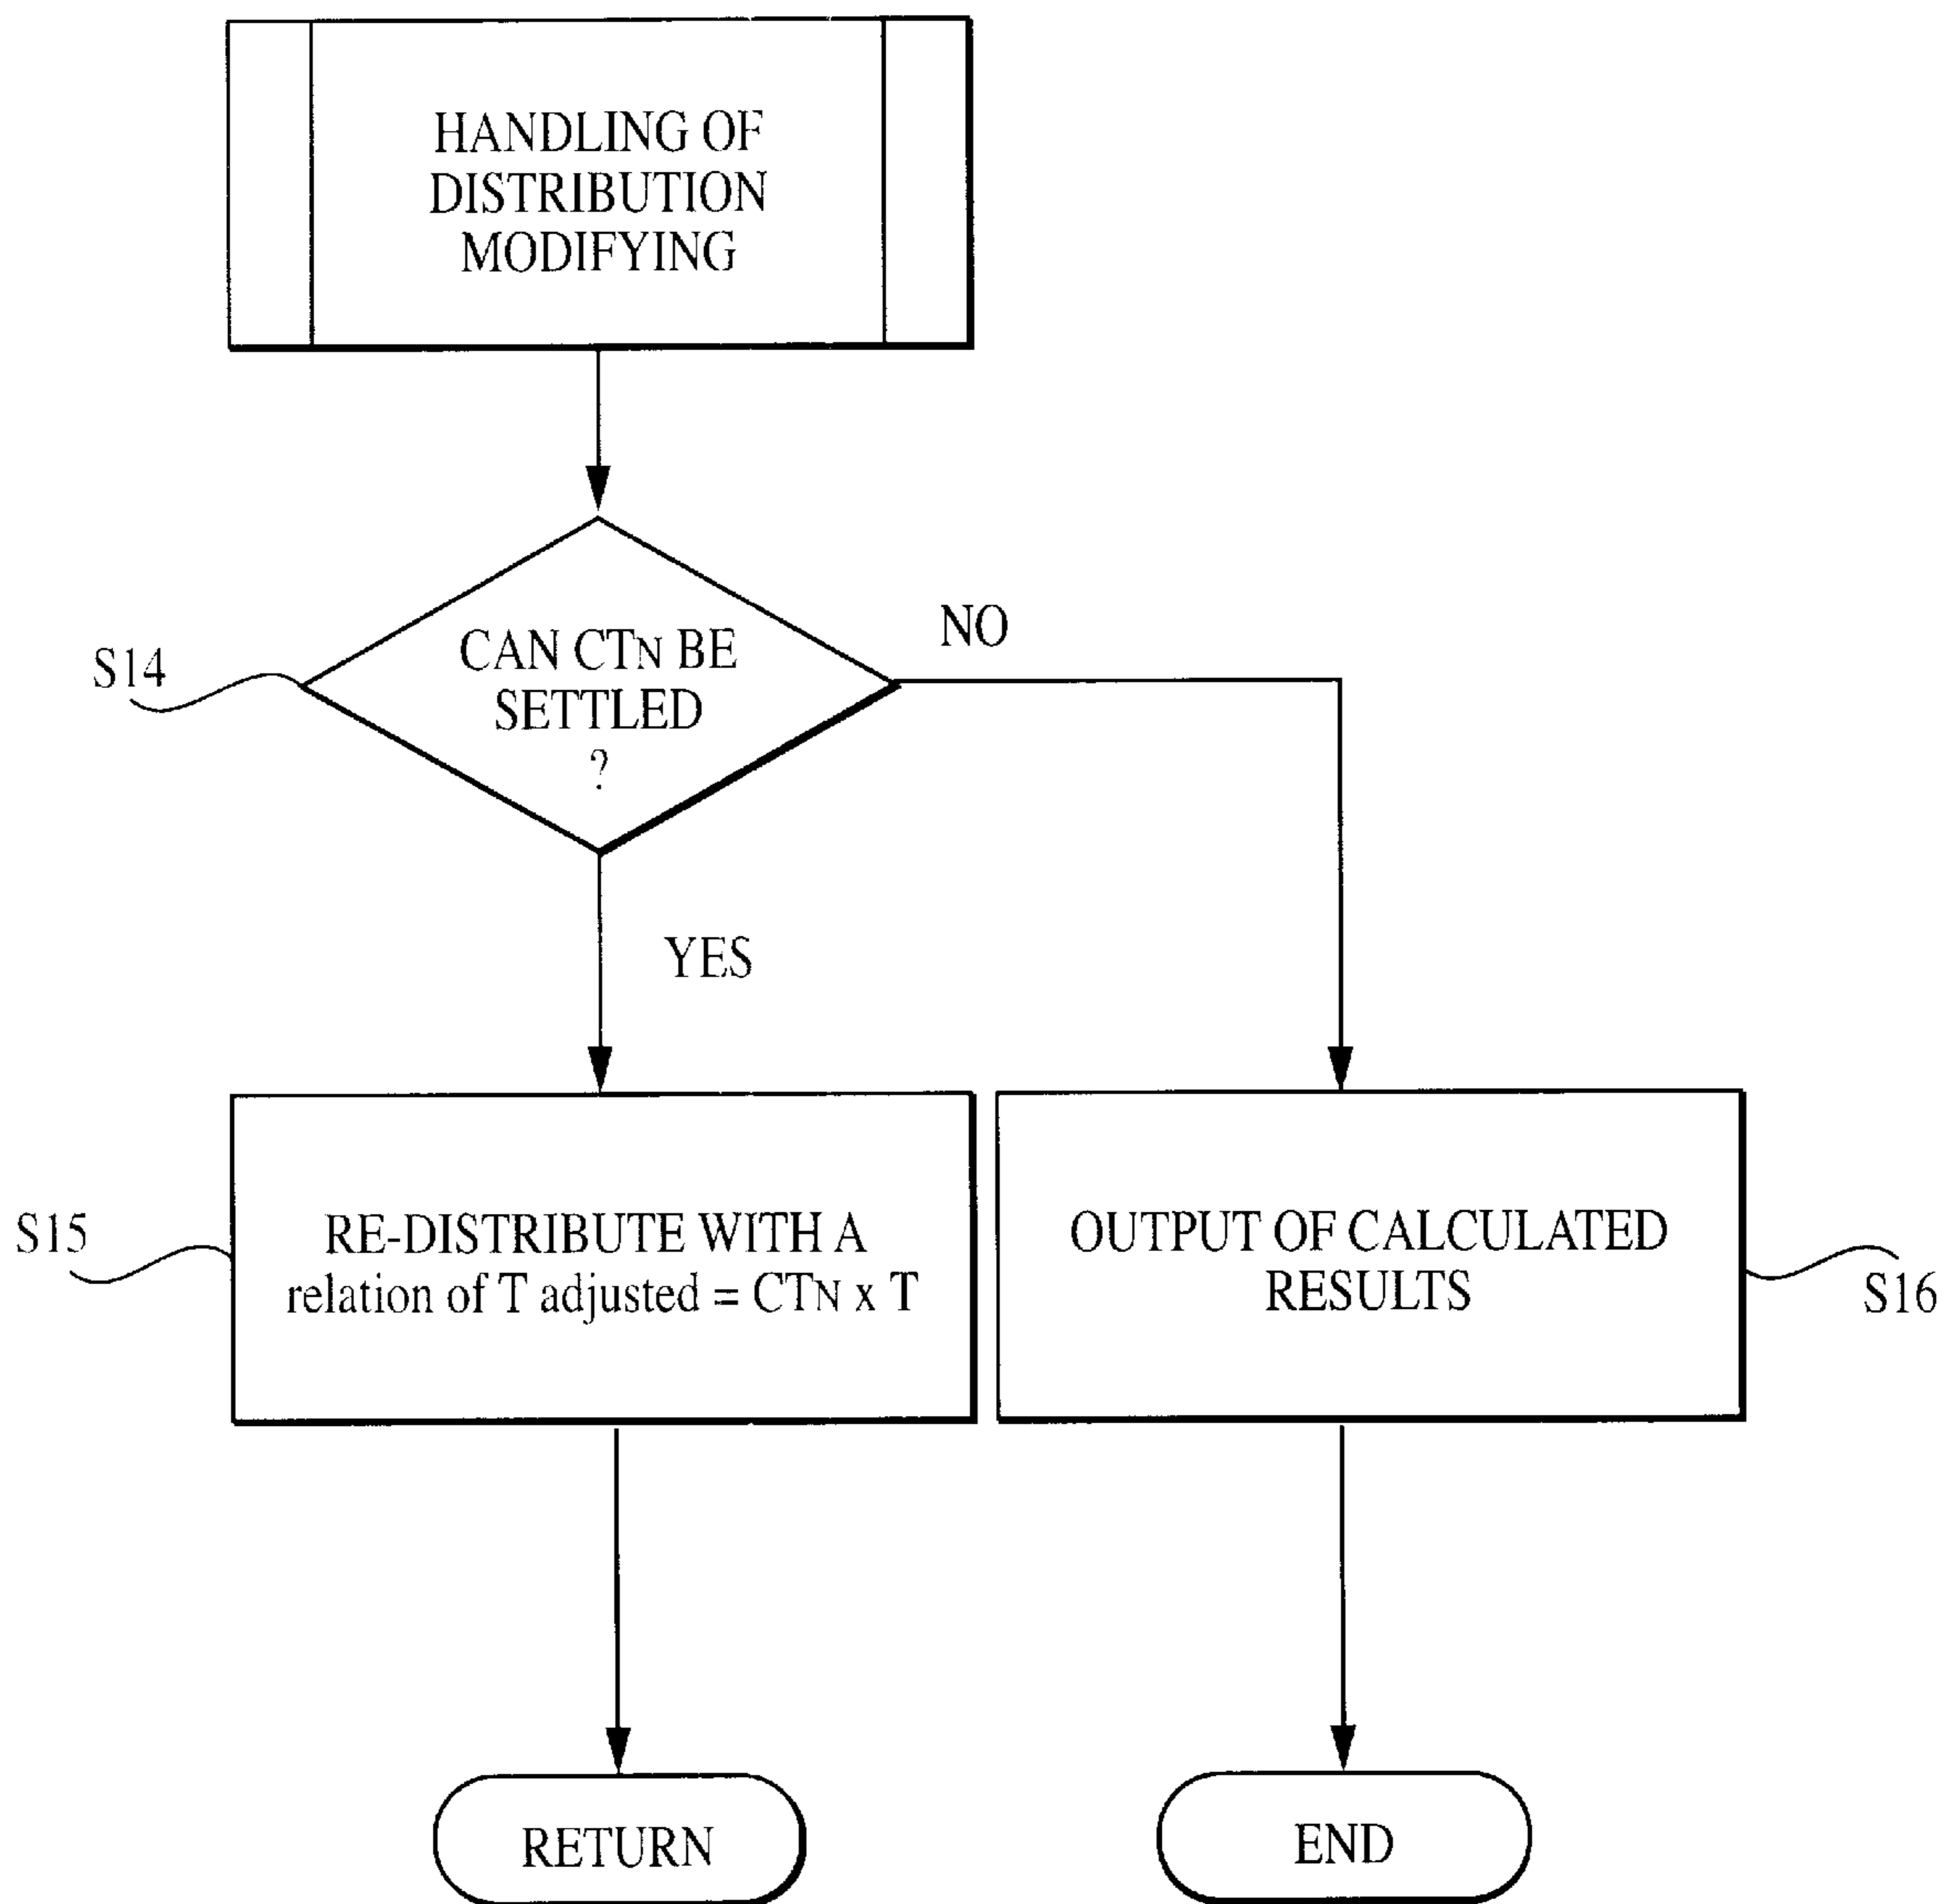 HANDLING OF
DISTRIBUTION
MODIFYING
S14
CAN CTN BE
SETTLED
?
NO
YES
S15
RE-DISTRIBUTE WITH A
relation of T adjusted = CTN x T
OUTPUT OF CALCULATED
RESULTS
S16
RETURN
END